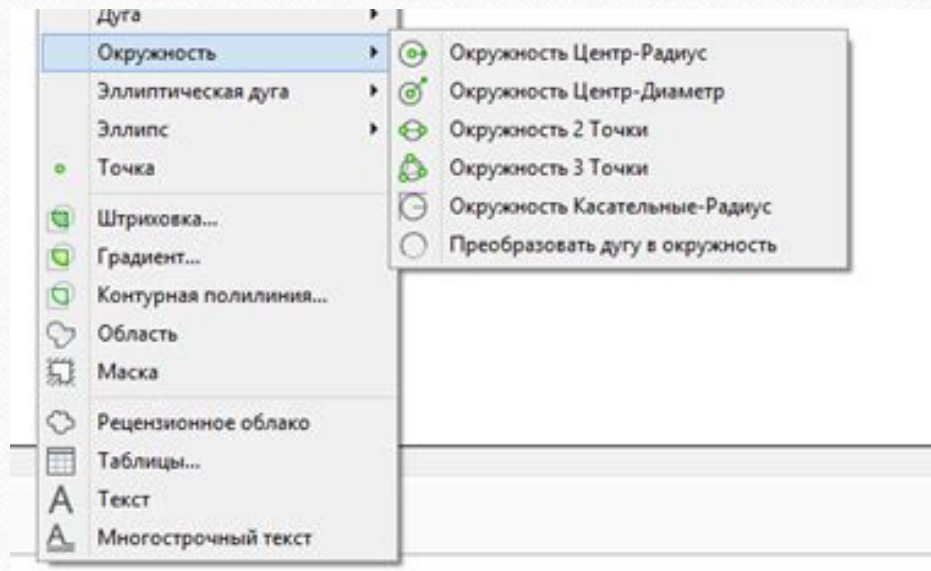 Дуга
Окружность
Эллиптическая дуга
Эллипс
Точка
Штриховка...
Градиент...
Контурная полилиния...
Область
Маска
Рецензионное облако
Таблицы...
Текст
Многострочный текст
Окружность Центр-Радиус
Окружность Центр-Диаметр
Окружность 2 Точки
Окружность 3 Точки
Окружность Касательные-Радиус
Преобразовать дугу в окружность